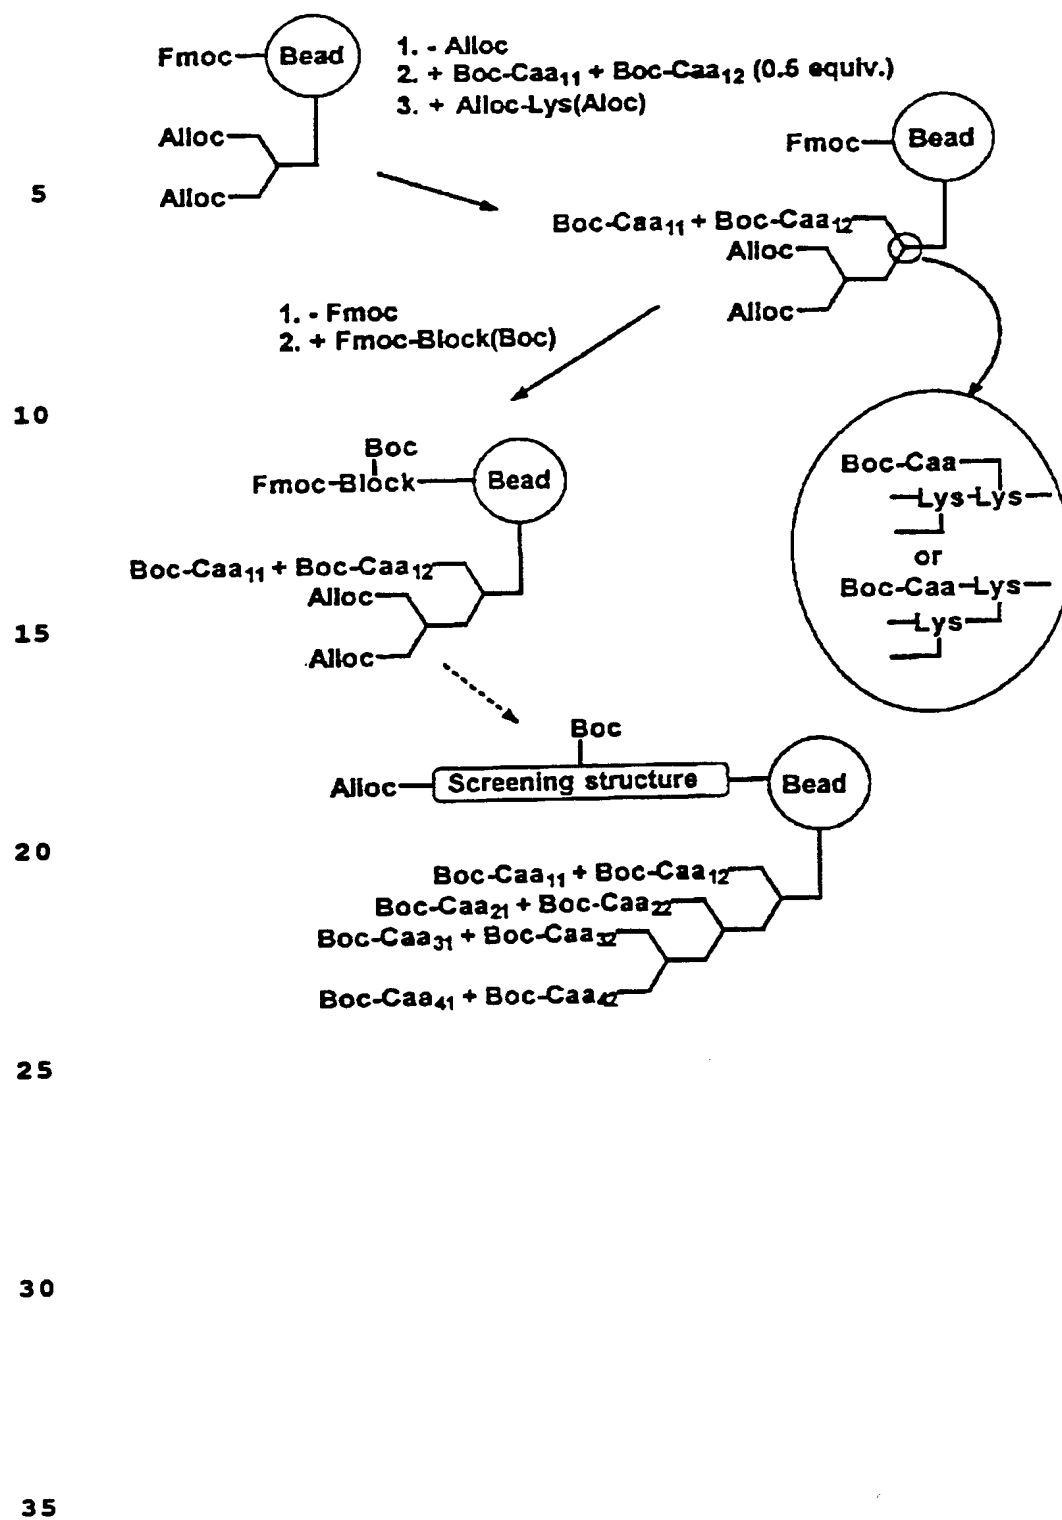 Fmoc Bead
1. - Alloc
2. + Boc-Caa11 + Boc-Caa12 (0.5 equiv.)
3. + Alloc-Lys(Aloc)
Alloc
Alloc
5
Fmoc Bead
Boc-Caa11 + Boc-Caa12
Alloc
Alloc
1. - Fmoc
2. + Fmoc-Block(Boc)
10
Boc
Fmoc-Block Bead
Boc-Caa11 + Boc-Caa12
Alloc
Alloc
15
Boc-Caa
Lys-Lys
or
Boc-Caa-Lys
Lys
Boc
Alloc Screening structure Bead
20
Boc-Caa11 + Boc-Caa12
Boc-Caa21 + Boc-Caa22
Boc-Caa31 + Boc-Caa32
Boc-Caa41 + Boc-Caa42
25
30
35